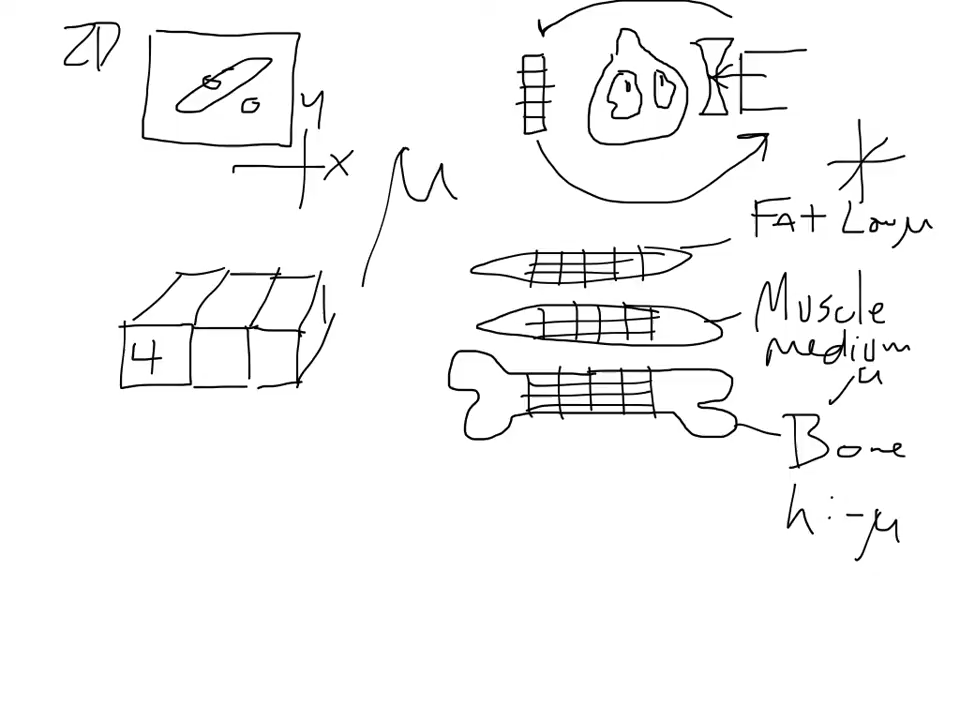 2D
y
x
μ
FAt Low μ
Muscle
medium
μ
4
Bone
hi-μ